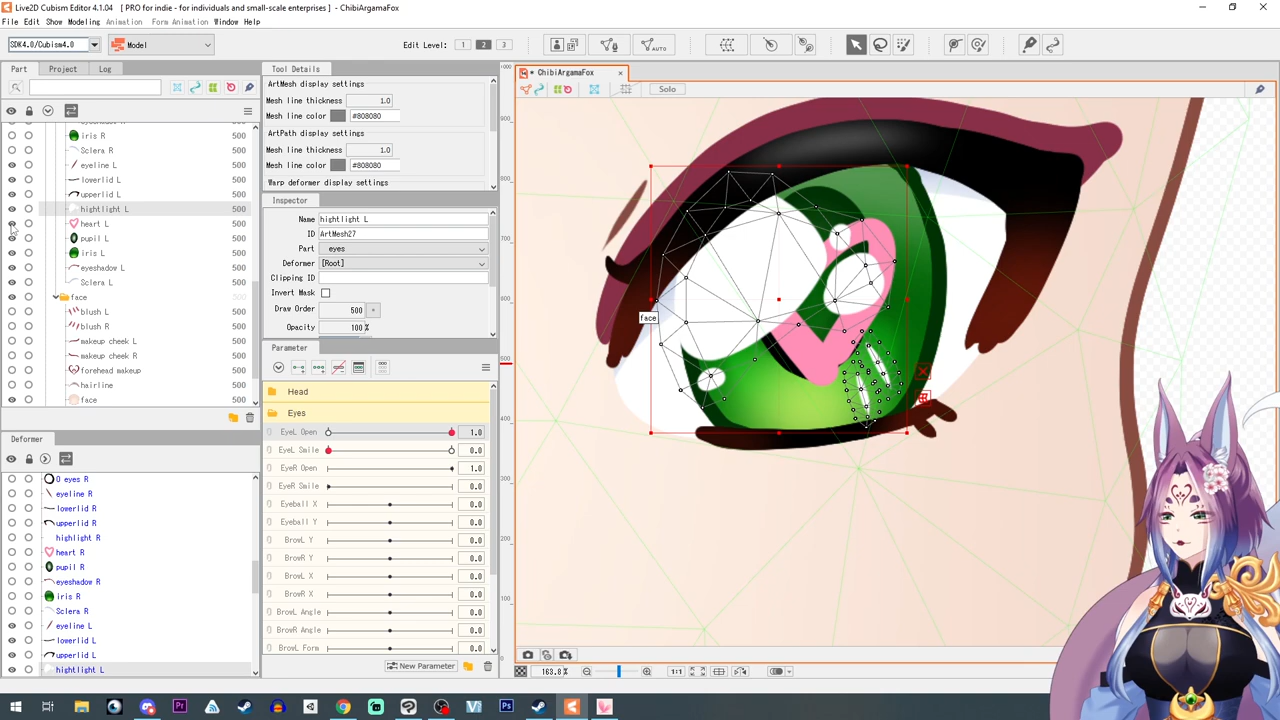 Live2D Cubism Editor 4.1.04 [ PRO for indie - for individuals and small-scale enterprises ] - ChibiArgamaFox
File Edit Show Modeling Animation Form Animation Window Help
SDK4.0/Cubism4.0 Model Edit Level: 1 2 3 AUTO
Part Project Log
Iris R 500
Sclera R 500
eyeline L 500
lowerlid L 500
upperlid L 500
hightlight L 500
heart L 500
pupil L 500
iris L 500
eyeshadow L 500
Sclera L 500
face 500
blush L 500
blush R 500
makeup cheek L 500
makeup cheek R 500
forehead makeup 500
hairline 500
face 500
Deformer
O eyes R
eyeline R
lowerlid R
upperlid R
highlight R
heart R
pupil R
eyeshadow R
iris R
Sclera R
eyeline L
lowerlid L
upperlid L
hightlight L
Tool Details
ArtMesh display settings
Mesh line thickness 1.0
Mesh line color #808080
ArtPath display settings
Mesh line thickness 1.0
Mesh line color #808080
Warp deformer display settings
Inspector
Name hightlight L
ID ArtMesh27
Part eyes
Deformer [Root]
Clipping ID
Invert Mask
Draw Order 500
Opacity 100 %
Parameter
Head
Eyes
EyeL Open 1.0
EyeL Smile 0.0
EyeR Open 1.0
EyeR Smile 0.0
Eyeball X 0.0
Eyeball Y 0.0
BrowL Y 0.0
BrowR Y 0.0
BrowL X 0.0
BrowR X 0.0
BrowL Angle 0.0
BrowR Angle 0.0
BrowL Form 0.0
New Parameter
* ChibiArgamaFox
Solo
face
163.8 % 1:1